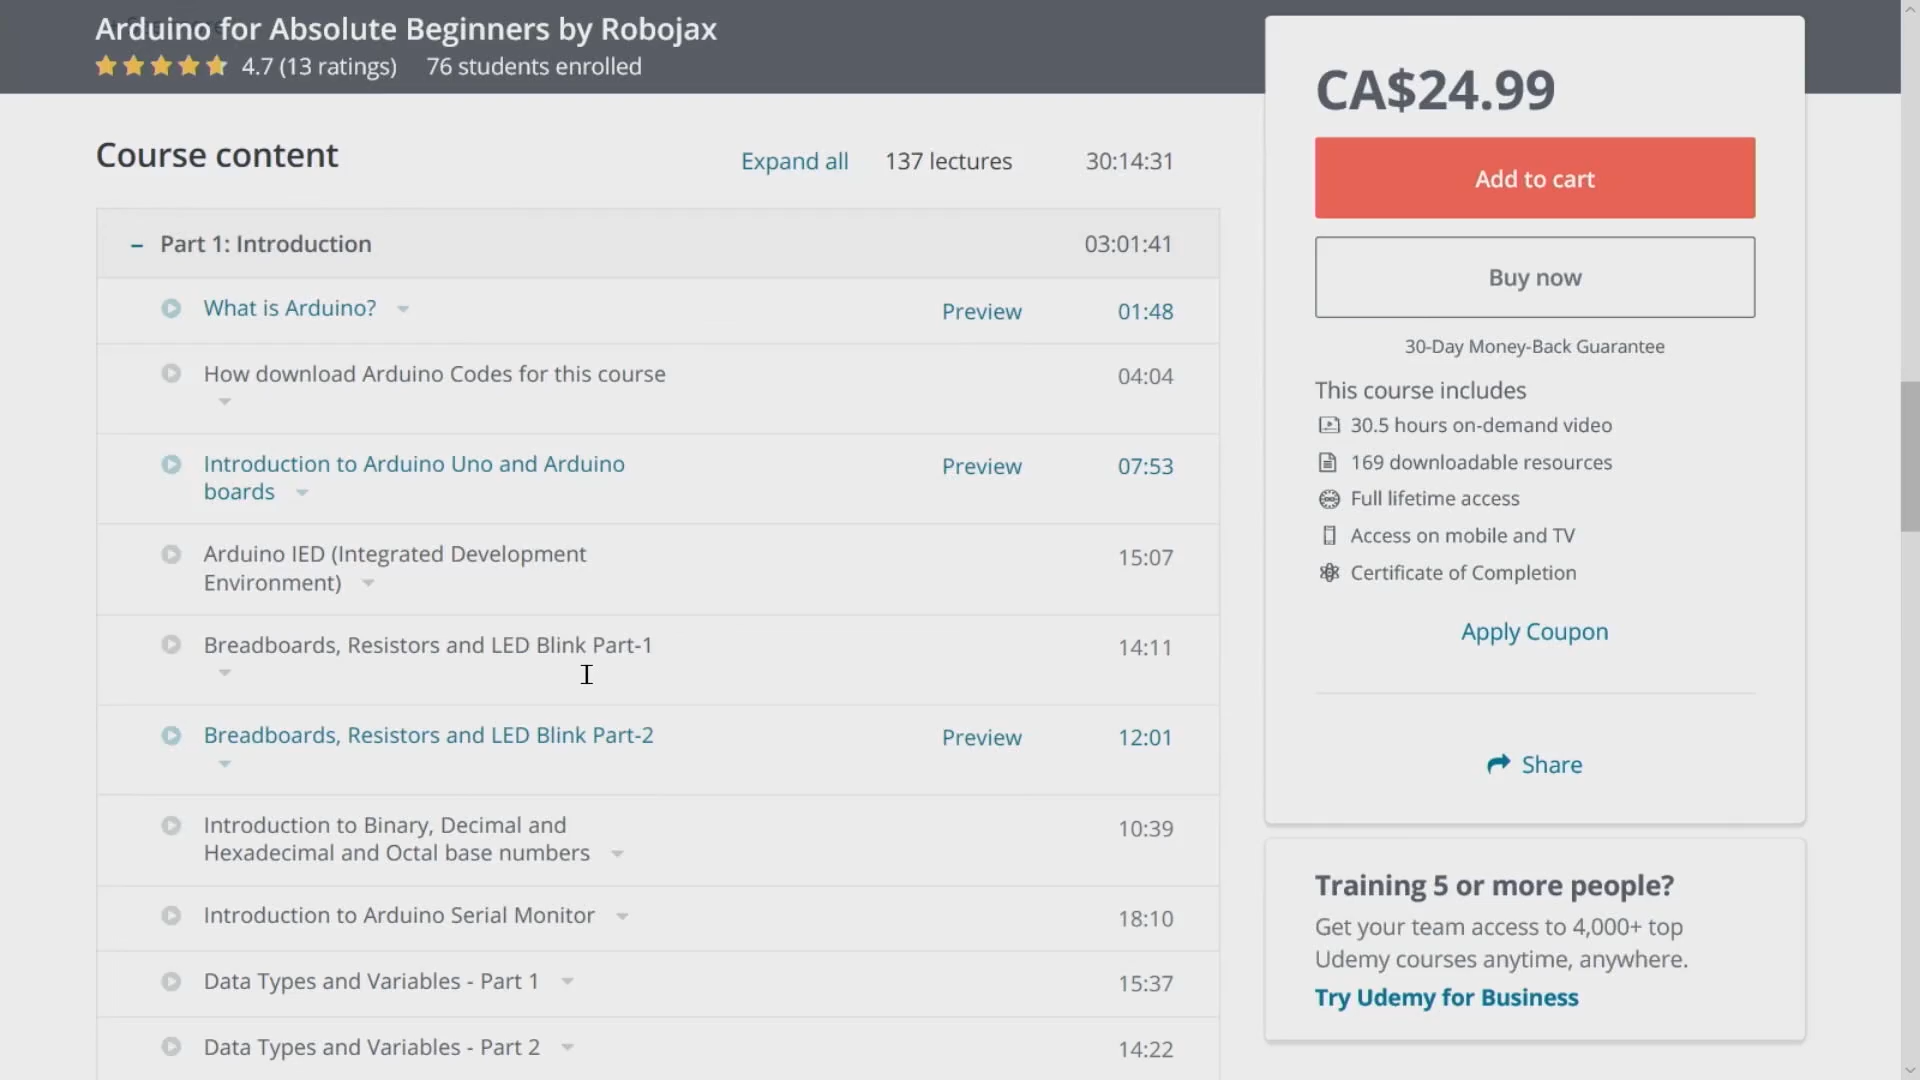 Arduino for Absolute Beginners by Robojax
4.7 (13 ratings) 76 students enrolled
Course content
Expand all 137 lectures 30:14:31
Part 1: Introduction 03:01:41
What is Arduino? Preview 01:48
How download Arduino Codes for this course 04:04
Introduction to Arduino Uno and Arduino
boards Preview 07:53
Arduino IED (Integrated Development
Environment) 15:07
Breadboards, Resistors and LED Blink Part-1 14:11
Breadboards, Resistors and LED Blink Part-2 Preview 12:01
Introduction to Binary, Decimal and
Hexadecimal and Octal base numbers 10:39
Introduction to Arduino Serial Monitor 18:10
Data Types and Variables - Part 1 15:37
Data Types and Variables - Part 2 14:22
CA$24.99
Add to cart
Buy now
30-Day Money-Back Guarantee
This course includes
30.5 hours on-demand video
169 downloadable resources
Full lifetime access
Access on mobile and TV
Certificate of Completion
Apply Coupon
Share
Training 5 or more people?
Get your team access to 4,000+ top
Udemy courses anytime, anywhere.
Try Udemy for Business